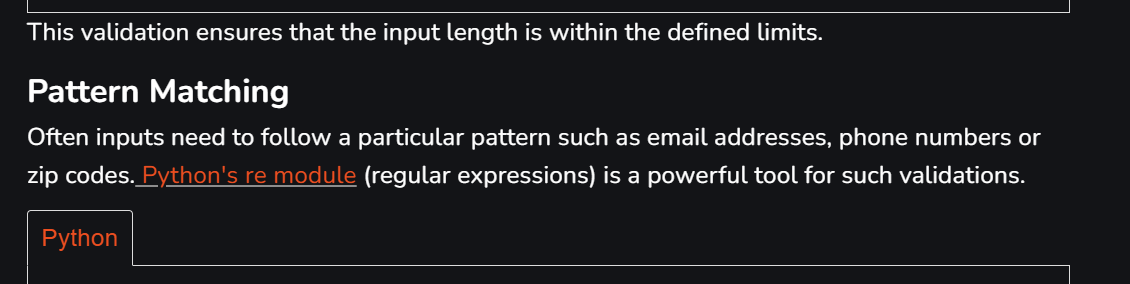 This validation ensures that the input length is within the defined limits.
Pattern Matching
Often inputs need to follow a particular pattern such as email addresses, phone numbers or
zip codes. Python's re module (regular expressions) is a powerful tool for such validations.
Python